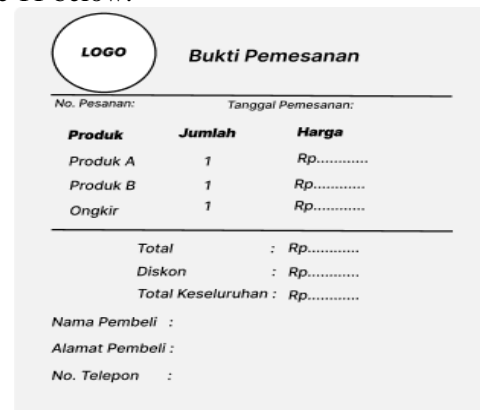 LOGO
Bukti Pemesanan
No. Pesanan: Tanggal Pemesanan:
Produk Jumlah Harga
Produk A 1 Rp............
Produk B 1 Rp............
Ongkir 1 Rp............
Total : Rp............
Diskon : Rp............
Total Keseluruhan : Rp............
Nama Pembeli :
Alamat Pembeli :
No. Telepon :